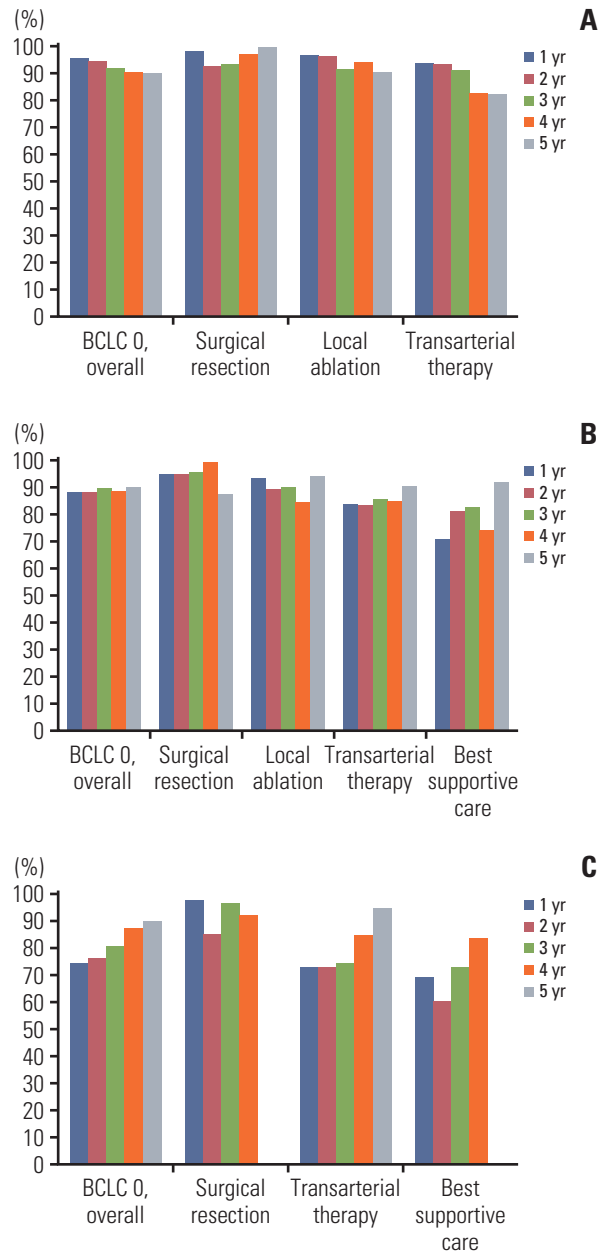 (%)
A
100
90
80
70
60
50
40
30
20
10
0
1 yr
2 yr
3 yr
4 yr
5 yr
BCLC 0,
overall
Surgical
resection
Local
ablation
Transarterial
therapy
(%)
B
100
90
80
70
60
50
40
30
20
10
0
1 yr
2 yr
3 yr
4 yr
5 yr
BCLC 0,
overall
Surgical
resection
Local
ablation
Transarterial
therapy
Best
supportive
care
(%)
C
100
90
80
70
60
50
40
30
20
10
0
1 yr
2 yr
3 yr
4 yr
5 yr
BCLC 0,
overall
Surgical
resection
Transarterial
therapy
Best
supportive
care